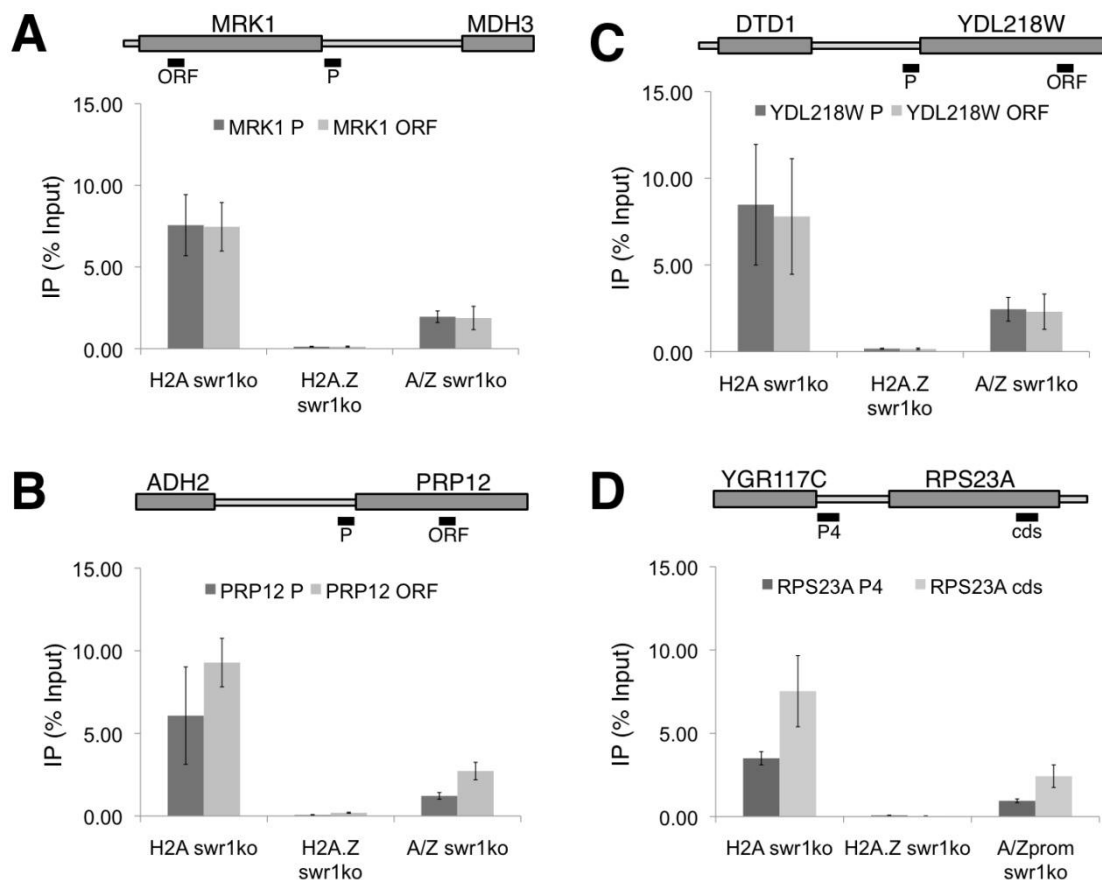 A
MRK1 MDH3
ORF P
15.00
MRK1 P MRK1 ORF
10.00
5.00
0.00
IP (% Input)
H2A swr1ko H2A.Z swr1ko A/Z swr1ko
C
DTD1 YDL218W
P ORF
15.00
YDL218W P YDL218W ORF
10.00
5.00
0.00
IP (% Input)
H2A swr1ko H2A.Z swr1ko A/Z swr1ko
B
ADH2 PRP12
P ORF
15.00
PRP12 P PRP12 ORF
10.00
5.00
0.00
IP (% Input)
H2A swr1ko H2A.Z swr1ko A/Z swr1ko
D
YGR117C RPS23A
P4 cds
15.00
RPS23A P4 RPS23A cds
10.00
5.00
0.00
IP (% Input)
H2A swr1ko H2A.Z swr1ko A/Zprom swr1ko